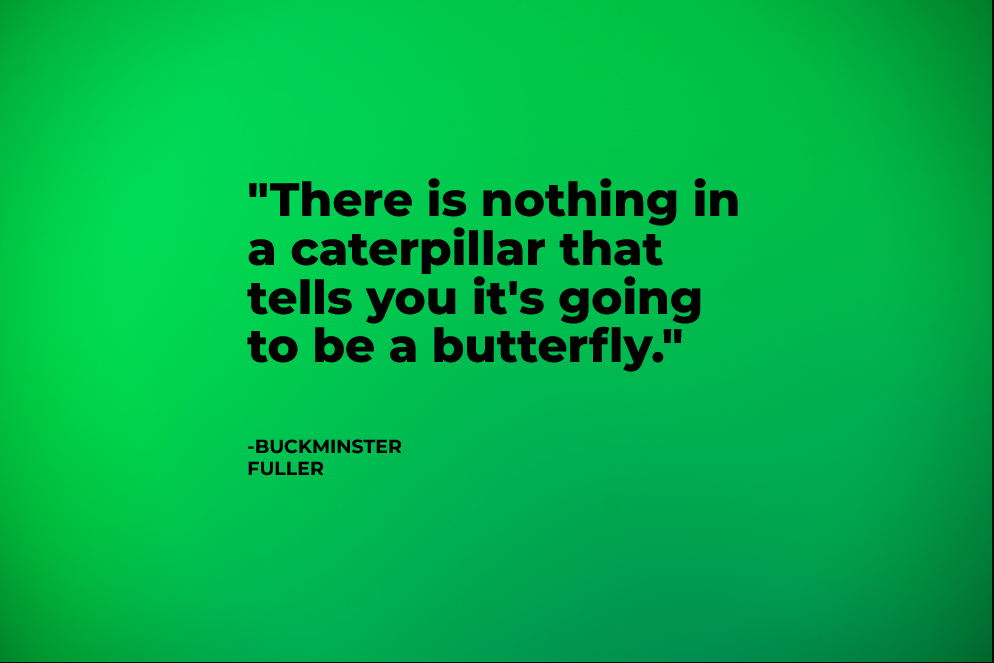 "There is nothing in
a caterpillar that
tells you it's going
to be a butterfly."
-BUCKMINSTER
FULLER